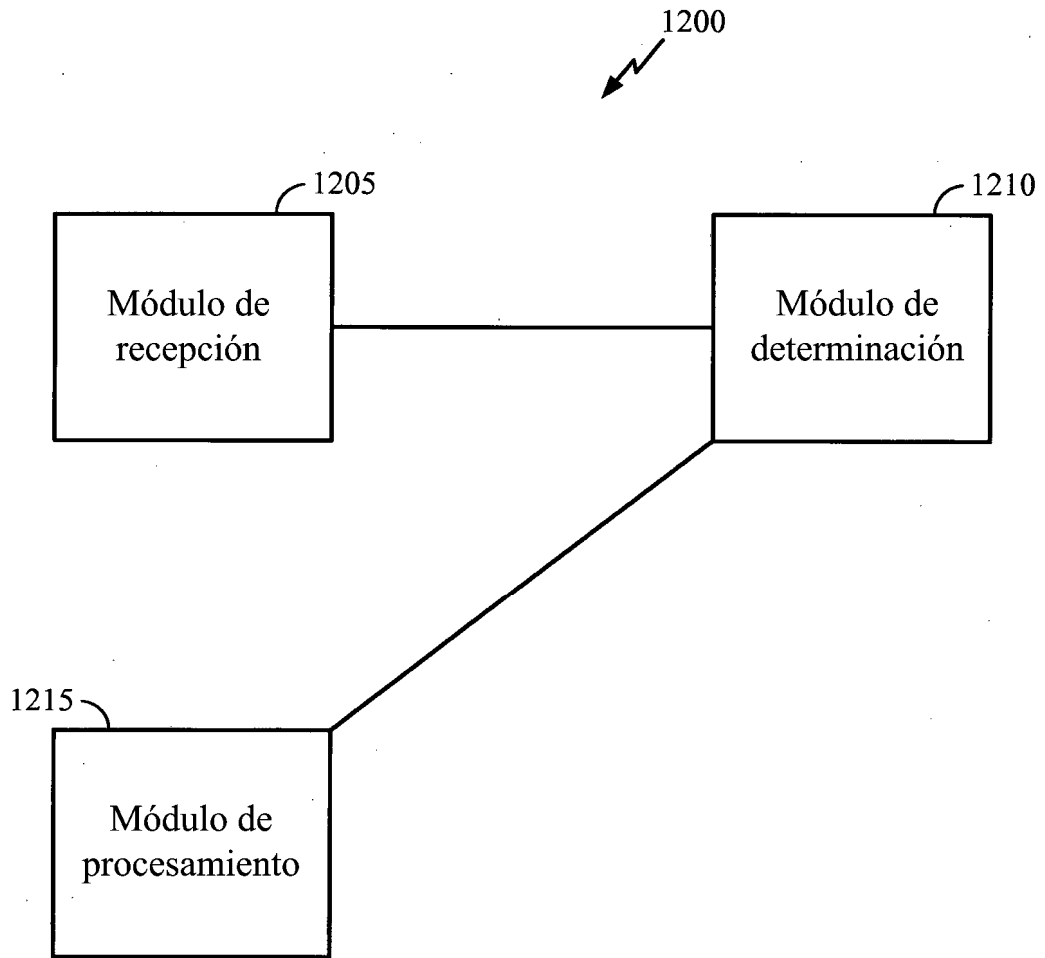 1200
1205
1210
Módulo de
recepción
Módulo de
determinación
1215
Módulo de
procesamiento